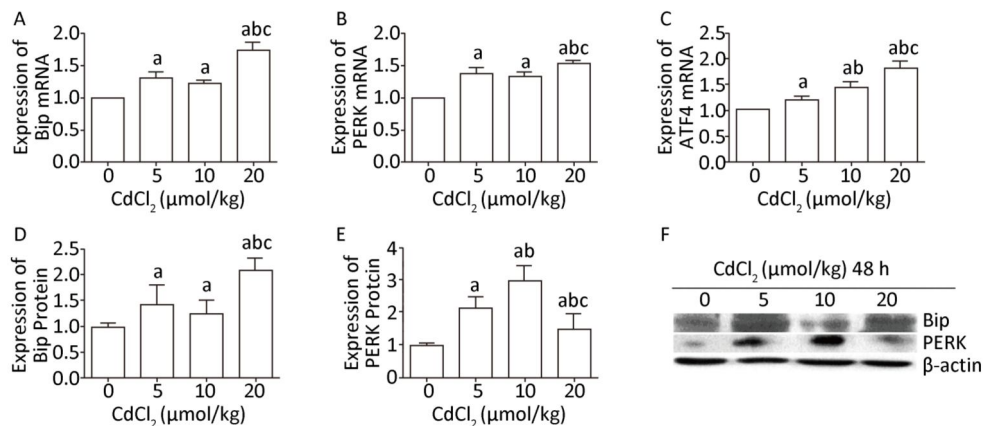 A
Expression of
Bip mRNA
2.0
1.5
1.0
0.5
0.0
a
a
abc
0 5 10 20
CdCl₂ (μmol/kg)
B
Expression of
PERK mRNA
2.0
1.5
1.0
0.5
0.0
a
a
abc
0 5 10 20
CdCl₂ (μmol/kg)
C
Expression of
ATF4 mRNA
2.5
2.0
1.5
1.0
0.5
0.0
a
ab
abc
0 5 10 20
CdCl₂ (μmol/kg)
D
Expression of
Bip Protein
2.5
2.0
1.5
1.0
0.5
0.0
a
a
abc
0 5 10 20
CdCl₂ (μmol/kg)
E
Expression of
PERK Protcin
4
3
2
1
0
a
ab
abc
0 5 10 20
CdCl₂ (μmol/kg)
F
CdCl₂ (μmol/kg) 48 h
0 5 10 20
Bip
PERK
β-actin